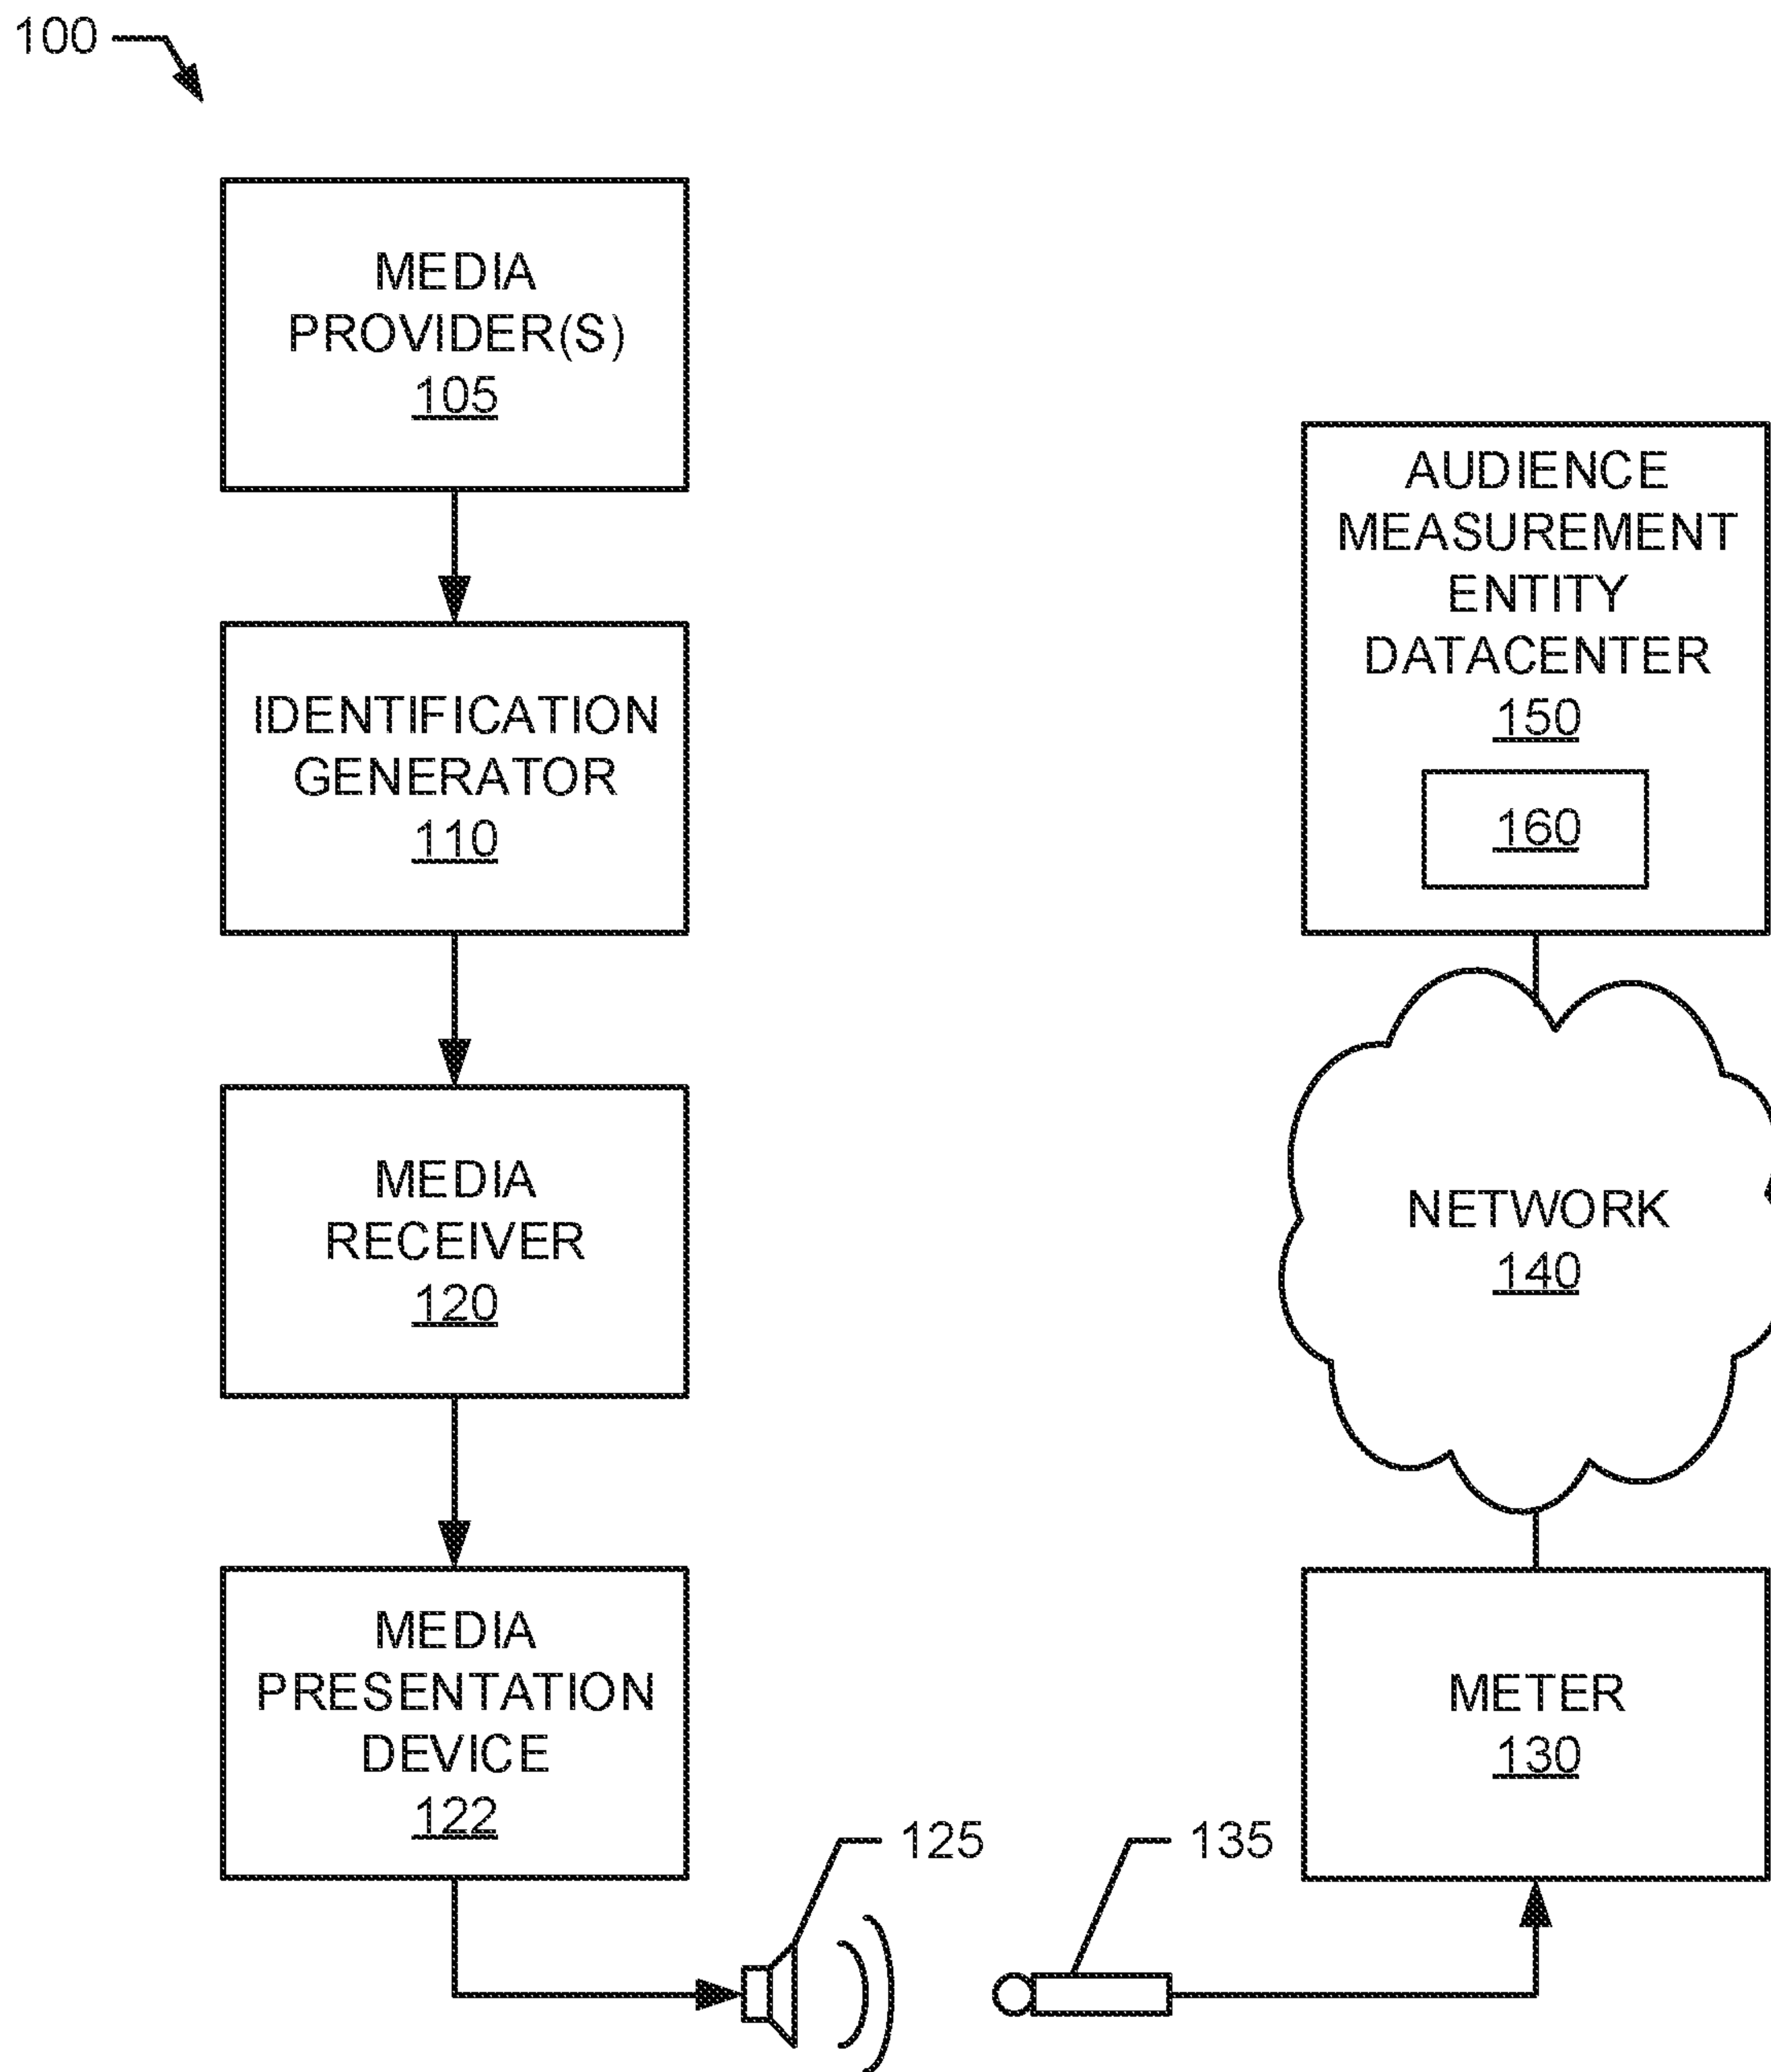 100
MEDIA
PROVIDER(S)
105
IDENTIFICATION
GENERATOR
110
MEDIA
RECEIVER
120
MEDIA
PRESENTATION
DEVICE
122
125
135
AUDIENCE
MEASUREMENT
ENTITY
DATACENTER
150
160
NETWORK
140
METER
130